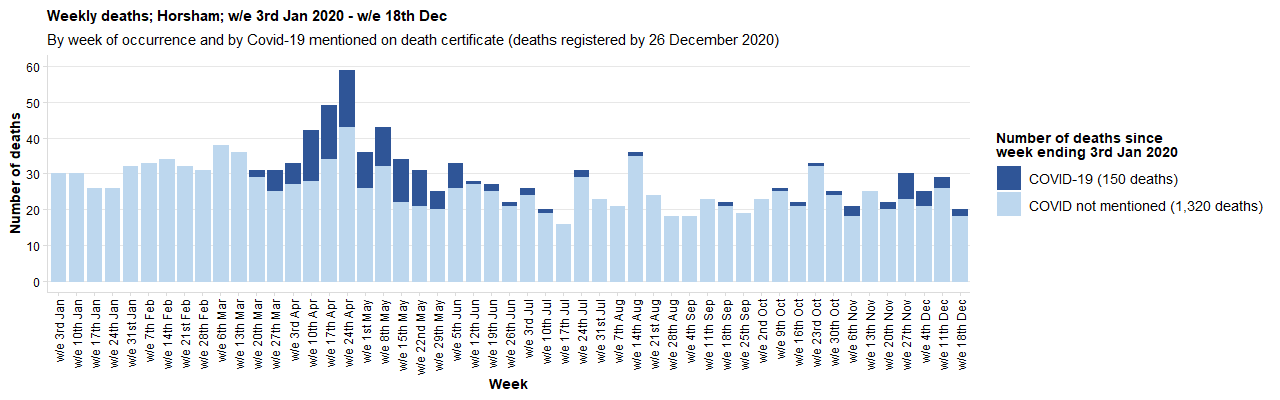 Weekly deaths; Horsham; w/e 3rd Jan 2020 - w/e 18th Dec
By week of occurrence and by Covid-19 mentioned on death certificate (deaths registered by 26 December 2020)
Number of deaths
60
50
40
30
20
10
0
w/e 3rd Jan
w/e 10th Jan
w/e 17th Jan
w/e 24th Jan
w/e 31st Jan
w/e 7th Feb
w/e 14th Feb
w/e 21st Feb
w/e 28th Feb
w/e 6th Mar
w/e 13th Mar
w/e 20th Mar
w/e 27th Mar
w/e 3rd Apr
w/e 10th Apr
w/e 17th Apr
w/e 24th Apr
w/e 1st May
w/e 8th May
w/e 15th May
w/e 22nd May
w/e 29th May
w/e 5th Jun
w/e 12th Jun
w/e 19th Jun
w/e 26th Jun
w/e 3rd Jul
w/e 10th Jul
w/e 17th Jul
w/e 24th Jul
w/e 31st Jul
w/e 7th Aug
w/e 14th Aug
w/e 21st Aug
w/e 28th Aug
w/e 4th Sep
w/e 11th Sep
w/e 18th Sep
w/e 25th Sep
w/e 2nd Oct
w/e 9th Oct
w/e 16th Oct
w/e 23rd Oct
w/e 30th Oct
w/e 6th Nov
w/e 13th Nov
w/e 20th Nov
w/e 27th Nov
w/e 4th Dec
w/e 11th Dec
w/e 18th Dec
Week
Number of deaths since
week ending 3rd Jan 2020
COVID-19 (150 deaths)
COVID not mentioned (1,320 deaths)